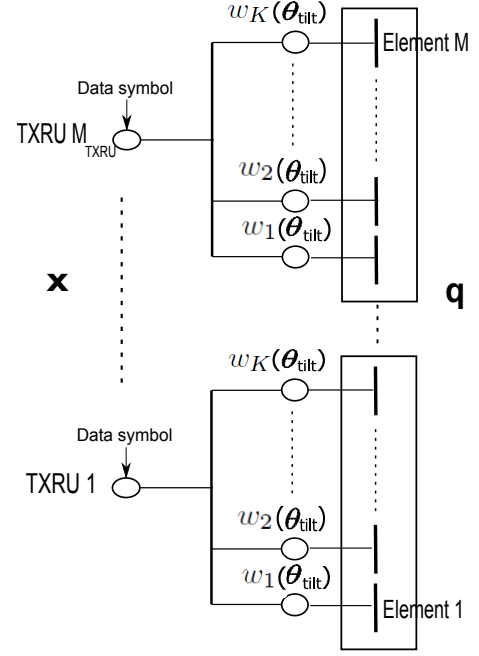 w_K(θ_tilt)
Element M
Data symbol
TXRU M_TXRU
w_2(θ_tilt)
w_1(θ_tilt)
x
q
w_K(θ_tilt)
Data symbol
TXRU 1
w_2(θ_tilt)
w_1(θ_tilt)
Element 1